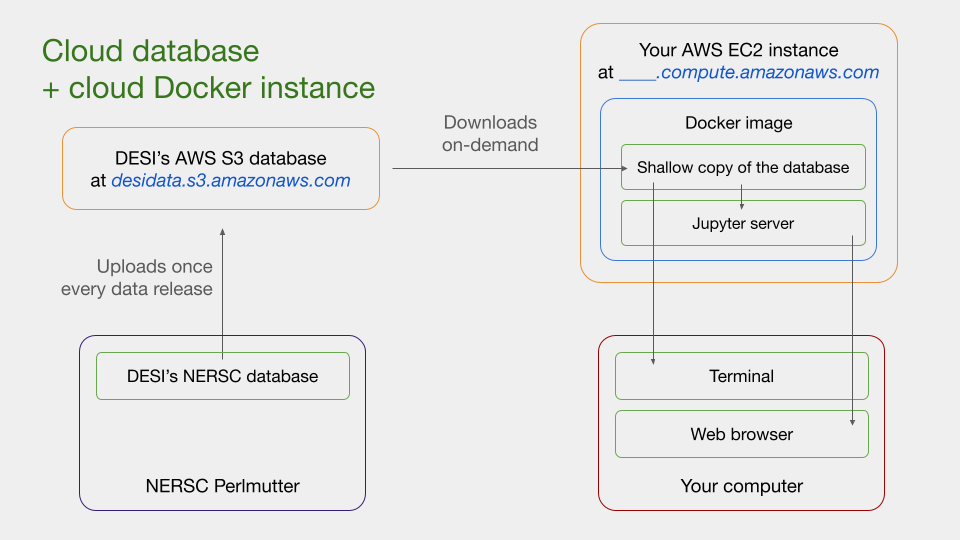 Cloud database
+ cloud Docker instance
Your AWS EC2 instance
at ____.compute.amazonaws.com
Docker image
Downloads
on-demand
DESI’s AWS S3 database
at desidata.s3.amazonaws.com
Shallow copy of the database
Jupyter server
Uploads once
every data release
DESI’s NERSC database
NERSC Perlmutter
Terminal
Web browser
Your computer